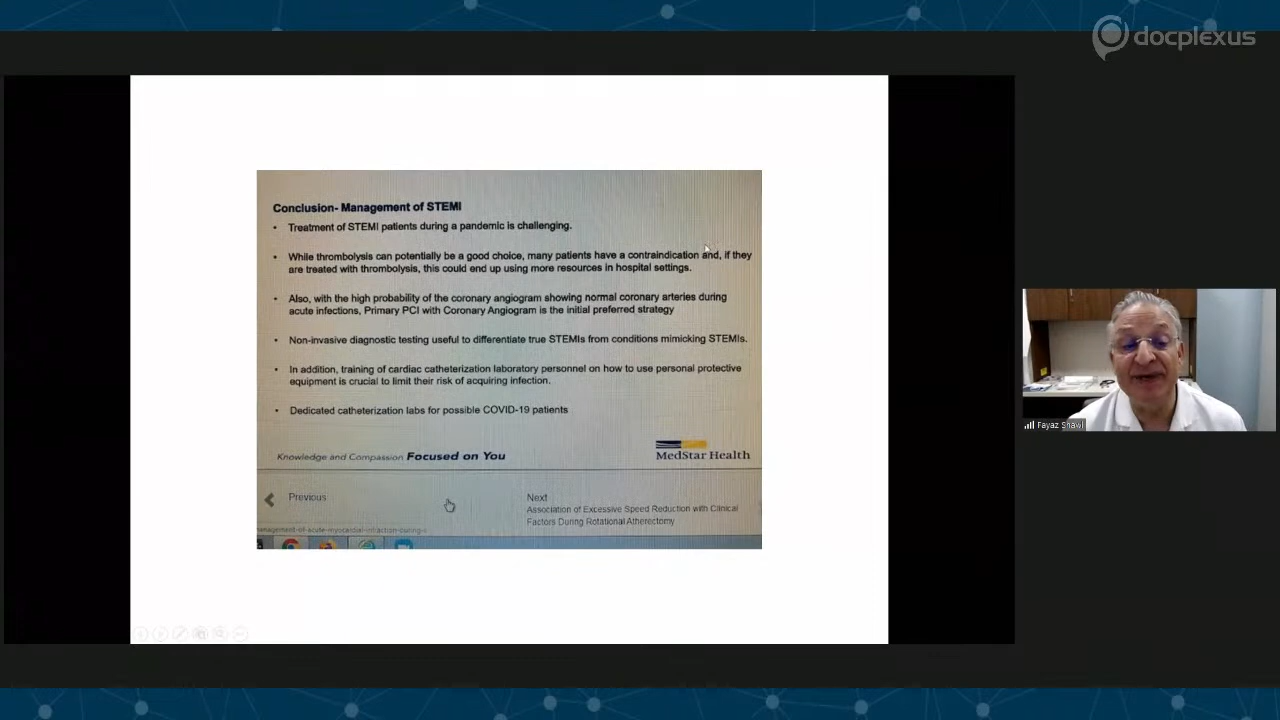 docplexus
Conclusion- Management of STEMI
• Treatment of STEMI patients during a pandemic is challenging.
• While thrombolysis can potentially be a good choice, many patients have a contraindication and, if they
are treated with thrombolysis, this could end up using more resources in hospital settings.
• Also, with the high probability of the coronary angiogram showing normal coronary arteries during
acute infections, Primary PCI with Coronary Angiogram is the initial preferred strategy
• Non-invasive diagnostic testing useful to differentiate true STEMIs from conditions mimicking STEMIs.
• In addition, training of cardiac catheterization laboratory personnel on how to use personal protective
equipment is crucial to limit their risk of acquiring infection.
• Dedicated catheterization labs for possible COVID-19 patients
Knowledge and Compassion Focused on You
MedStar Health
Previous
Next
Association of Excessive Speed Reduction with Clinical
Factors During Rotational Atherectomy
Fayaz Shawl